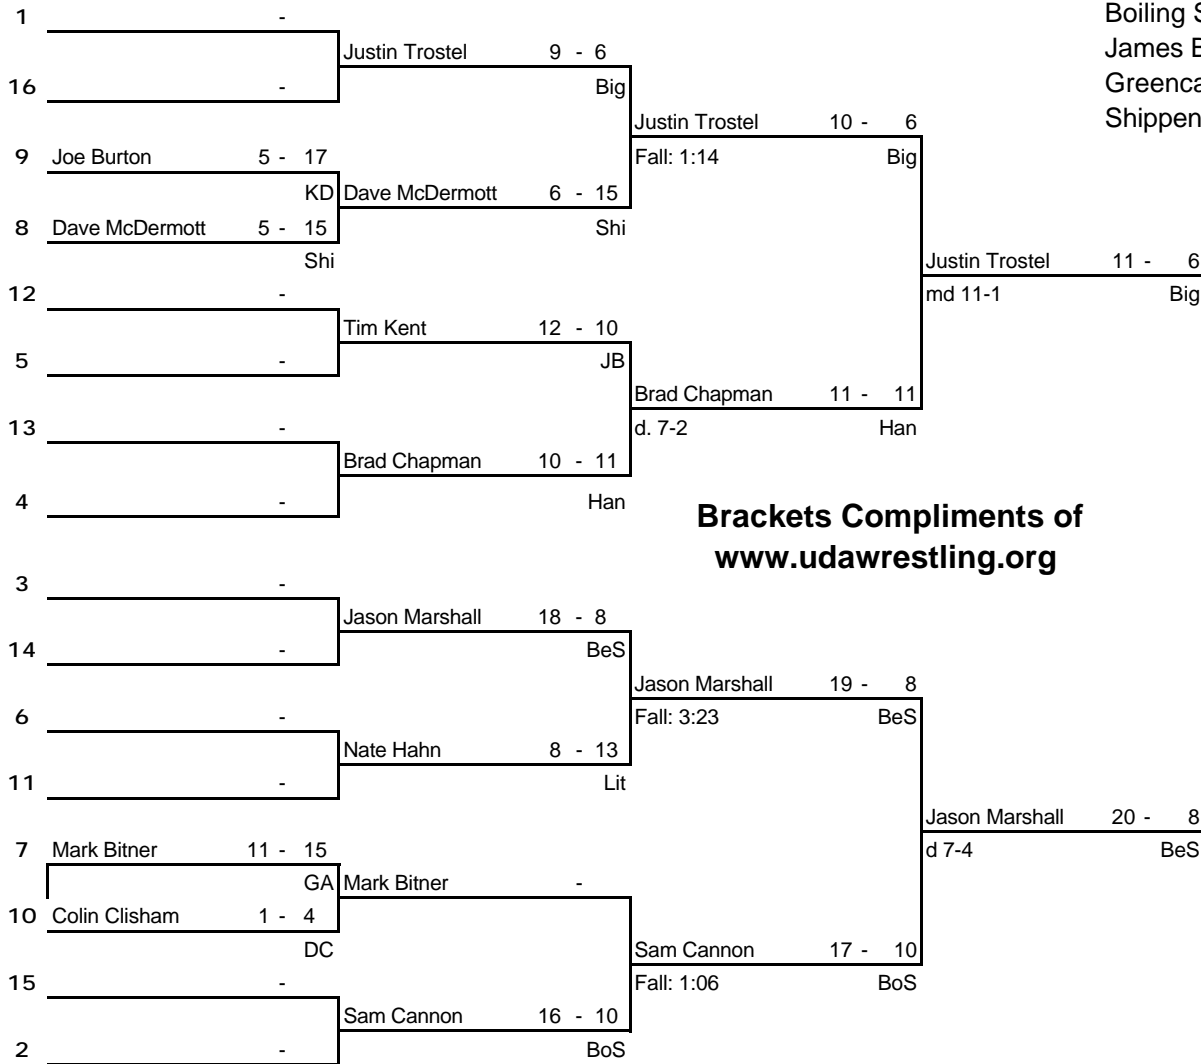 1 -
Boiling S
Justin Trostel 9 - 6
James B
16 - Big
Greenca
Justin Trostel 10 - 6
Shippen
9 Joe Burton 5 - 17
Fall: 1:14 Big
KD Dave McDermott 6 - 15
8 Dave McDermott 5 - 15
Shi
Shi
Justin Trostel 11 - 6
12 -
md 11-1 Big
Tim Kent 12 - 10
5 - JB
Brad Chapman 11 - 11
13 -
d. 7-2 Han
Brad Chapman 10 - 11
4 - Han
Brackets Compliments of
www.udawrestling.org
3 -
Jason Marshall 18 - 8
14 - BeS
Jason Marshall 19 - 8
6 -
Fall: 3:23 BeS
Nate Hahn 8 - 13
11 - Lit
Jason Marshall 20 - 8
7 Mark Bitner 11 - 15
d 7-4 BeS
GA Mark Bitner -
10 Colin Clisham 1 - 4
DC
Sam Cannon 17 - 10
15 -
Fall: 1:06 BoS
Sam Cannon 16 - 10
2 - BoS